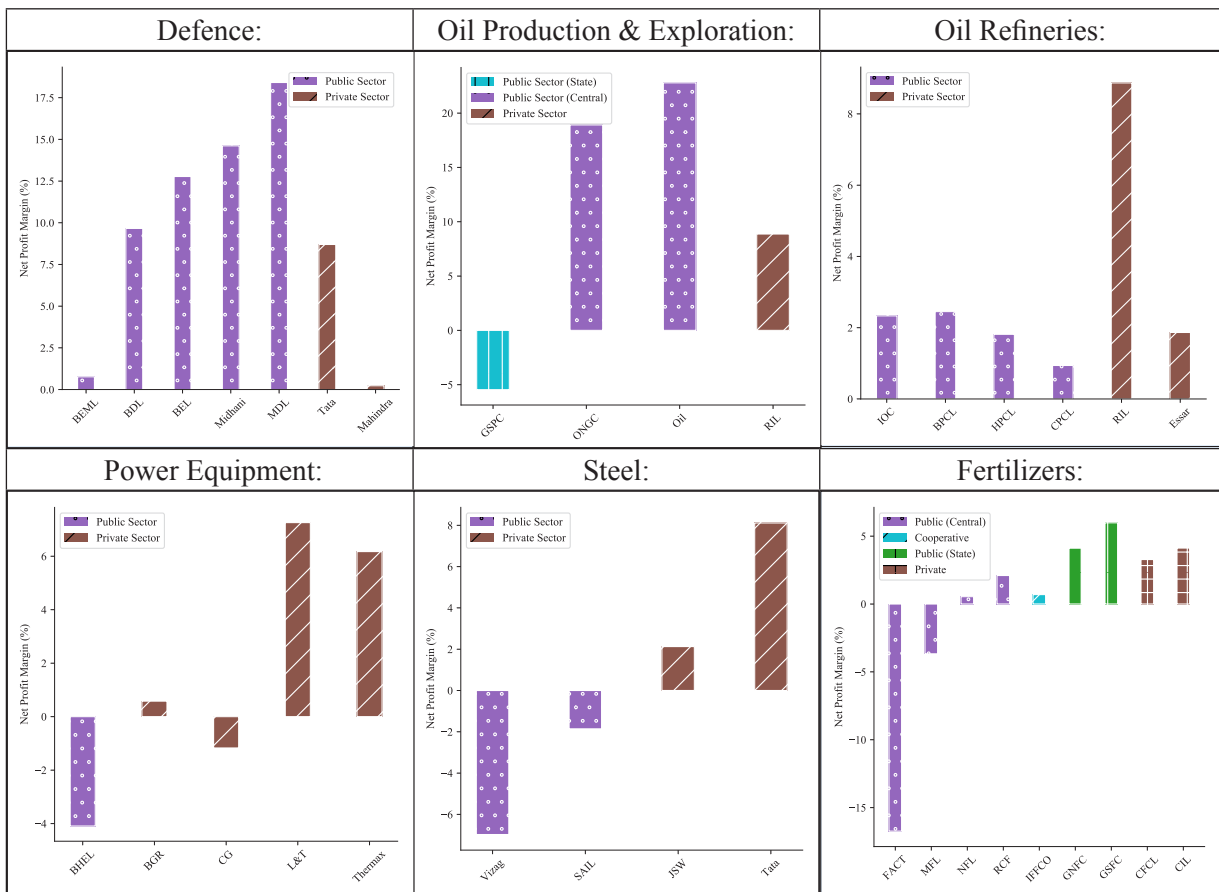 Defence:
Oil Production & Exploration:
Oil Refineries:
Net Profit Margin (%)
17.5
15.0
12.5
10.0
7.5
5.0
2.5
0.0
Public Sector
Private Sector
BEML
BDL
BEL
Midhani
MDL
Tata
Mahindra
Net Profit Margin (%)
20
15
10
5
0
−5
Public Sector (State)
Public Sector (Central)
Private Sector
GSPC
ONGC
Oil
RIL
Net Profit Margin (%)
8
6
4
2
0
Public Sector
Private Sector
IOC
BPCL
HPCL
CPCL
RIL
Essar
Power Equipment:
Steel:
Fertilizers:
Net Profit Margin (%)
6
4
2
0
−2
−4
Public Sector
Private Sector
BHEL
BGR
CG
L&T
Thermax
Net Profit Margin (%)
8
6
4
2
0
−2
−4
−6
Public Sector
Private Sector
Vizag
SAIL
JSW
Tata
Net Profit Margin (%)
5
0
−5
−10
−15
Public (Central)
Cooperative
Public (State)
Private
FACT
MFL
NFL
RCF
IFFCO
GNFC
GSFC
CFCL
CIL